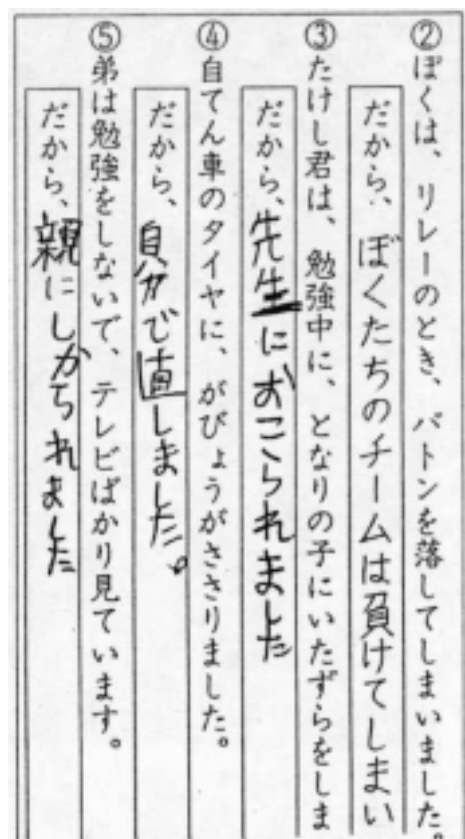 ②ぼくは、リレーのとき、バトンを落してしまいました。
だから、ぼくたちのチームは負けてしまい
③たけし君は、勉強中に、となりの子にいたずらをしま
だから、先生におこられました
④自てん車のタイヤに、がびょうがささりました。
だから、自分で直しました。
⑤弟は勉強をしないで、テレビばかり見ています。
だから、親にしかられました